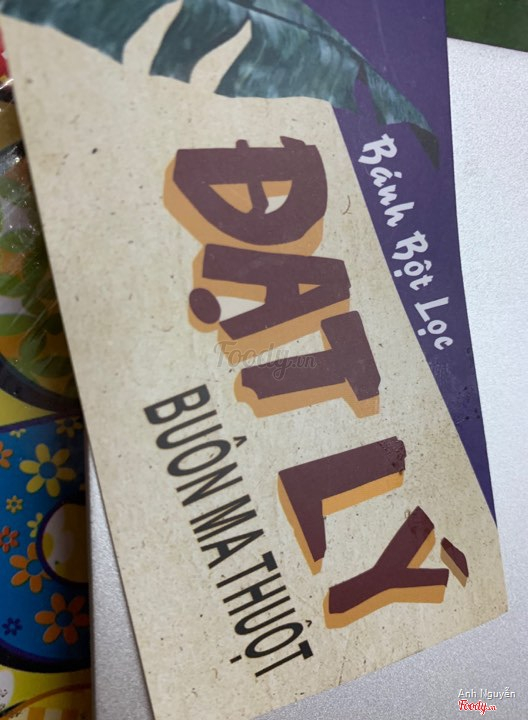 Bánh Bột Lọc
ĐẠT LÝ
BUÔN MA THUỘT
Foody.vn
Anh Nguyễn
Foody.vn